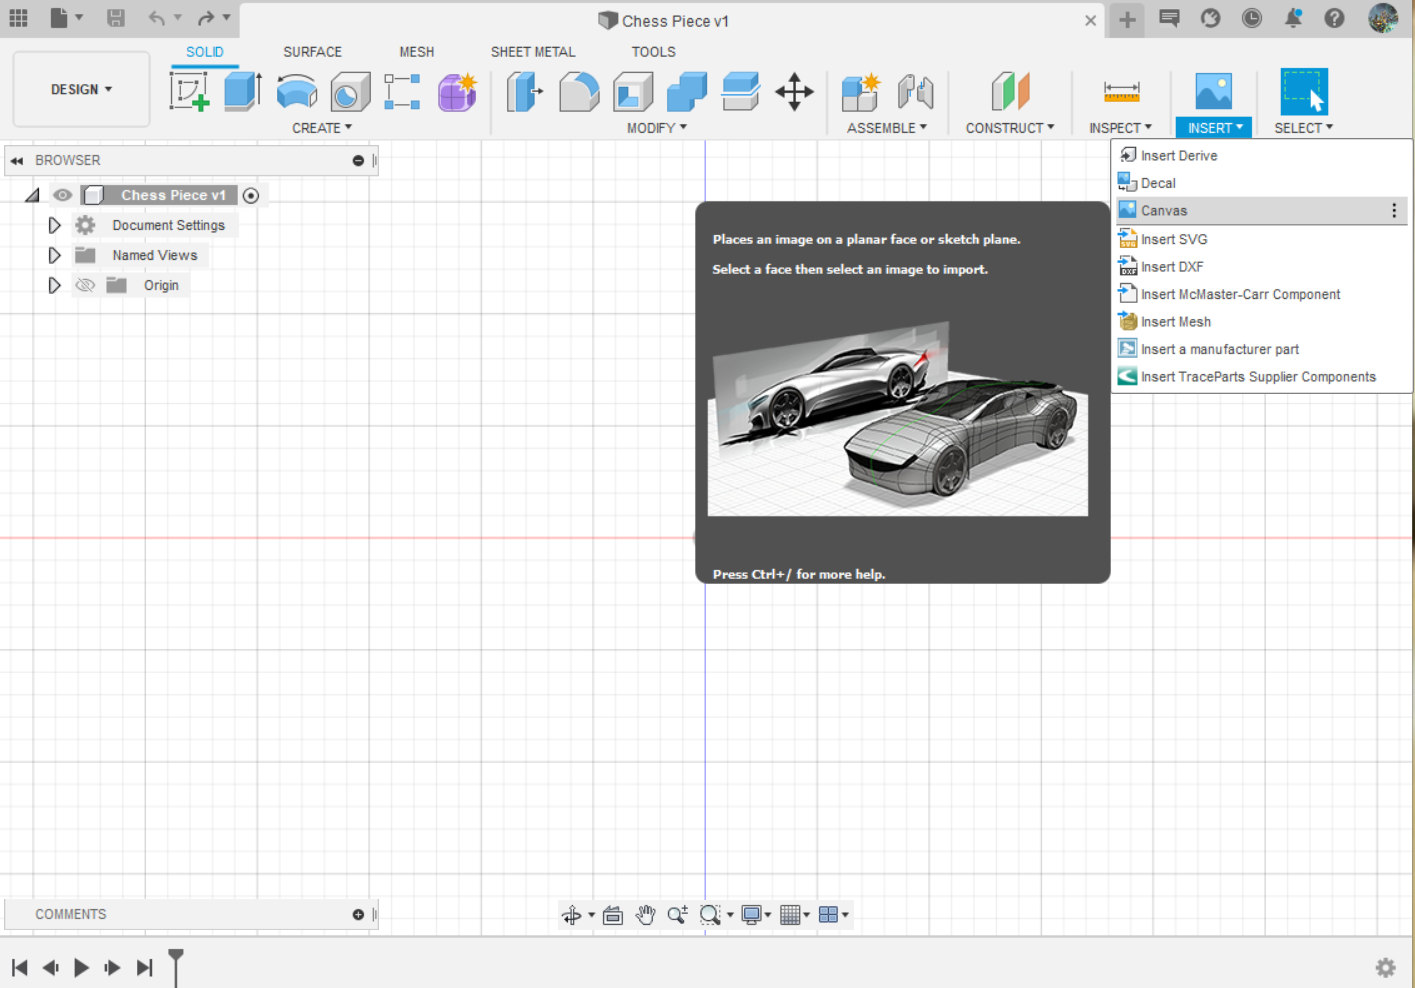 Chess Piece v1
SOLID
SURFACE
MESH
SHEET METAL
TOOLS
DESIGN
CREATE
MODIFY
ASSEMBLE
CONSTRUCT
INSPECT
INSERT
SELECT
BROWSER
Chess Piece v1
Document Settings
Named Views
Origin
Places an image on a planar face or sketch plane.
Select a face then select an image to import.
Press Ctrl+/ for more help.
Insert Derive
Decal
Canvas
Insert SVG
Insert DXF
Insert McMaster-Carr Component
Insert Mesh
Insert a manufacturer part
Insert TraceParts Supplier Components
COMMENTS